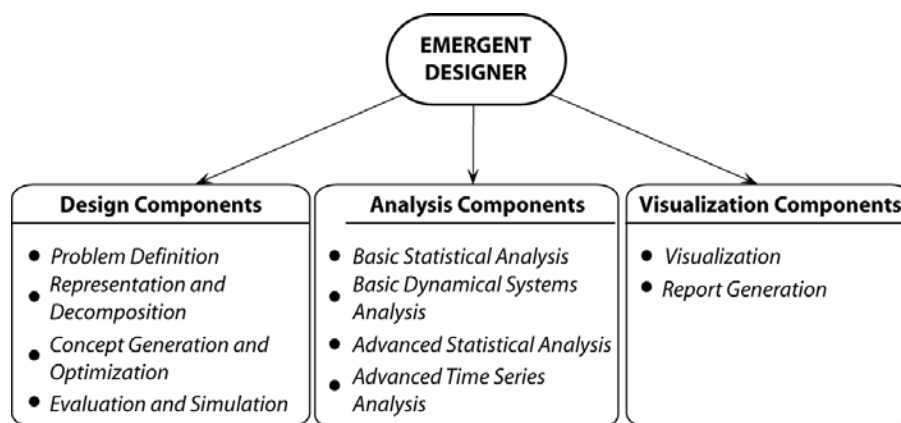 EMERGENT
DESIGNER
Design Components
● Problem Definition
● Representation and
Decomposition
● Concept Generation and
Optimization
● Evaluation and Simulation
Analysis Components
● Basic Statistical Analysis
● Basic Dynamical Systems
Analysis
● Advanced Statistical Analysis
● Advanced Time Series
Analysis
Visualization Components
● Visualization
● Report Generation